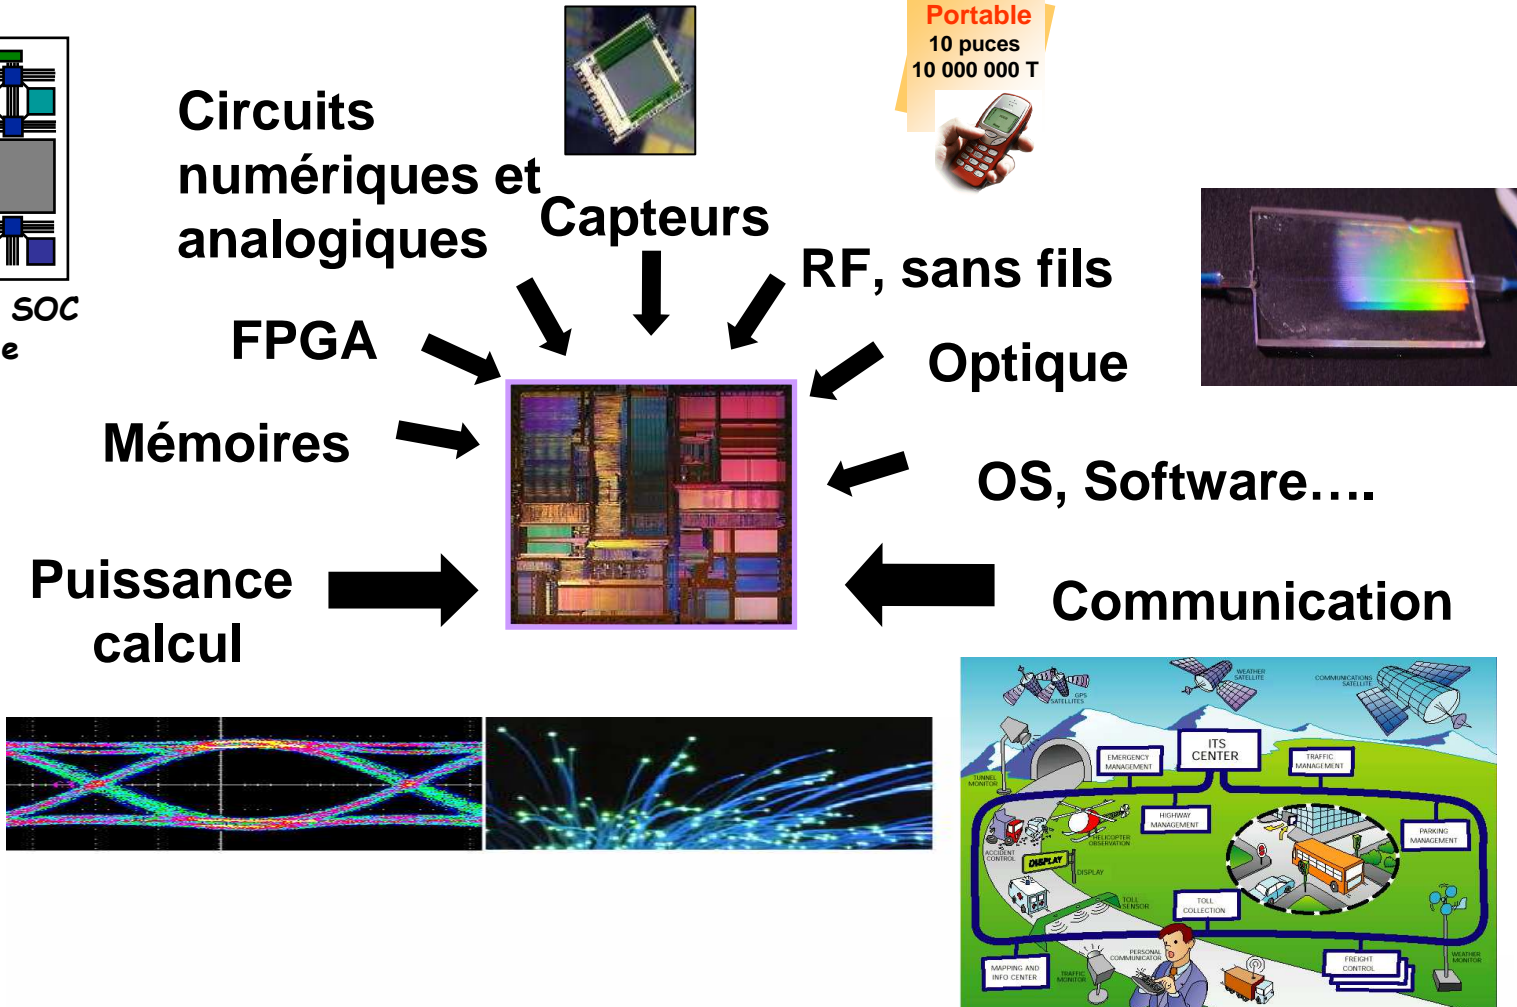 Portable
10 puces
10 000 000 T
Circuits
numériques et
analogiques
Capteurs
RF, sans fils
SOC
e
FPGA
Optique
Mémoires
OS, Software….
Puissance
calcul
Communication
GPS
SATELLITES
WEATHER
SATELLITE
COMMUNICATIONS
SATELLITE
ITS
CENTER
EMERGENCY
MANAGEMENT
TRAFFIC
MANAGEMENT
TUNNEL
MONITOR
HIGHWAY
MANAGEMENT
PARKING
MANAGEMENT
HELICOPTER
OBSERVATION
ACCIDENT
CONTROL
DISPLAY
DISPLAY
TOLL
SENSOR
TOLL
COLLECTION
PERSONAL
COMMUNICATOR
MAPPING AND
INFO CENTER
TRAFFIC
MONITOR
FREIGHT
CONTROL
WEATHER
MONITOR